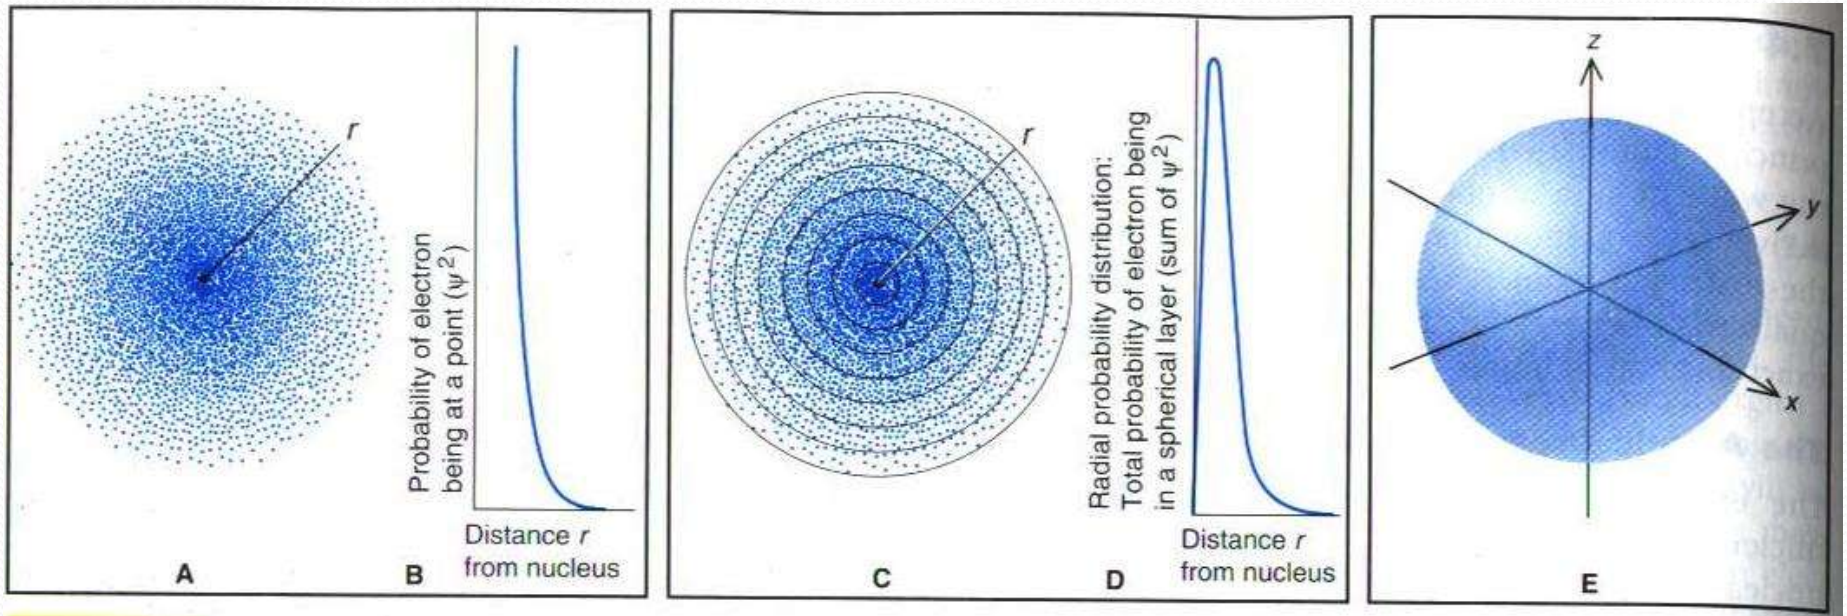 r
Probability of electron
being at a point (ψ²)
Distance r
from nucleus
A
B
r
Radial probability distribution:
Total probability of electron being
in a spherical layer (sum of ψ²)
Distance r
from nucleus
C
D
z
y
x
E